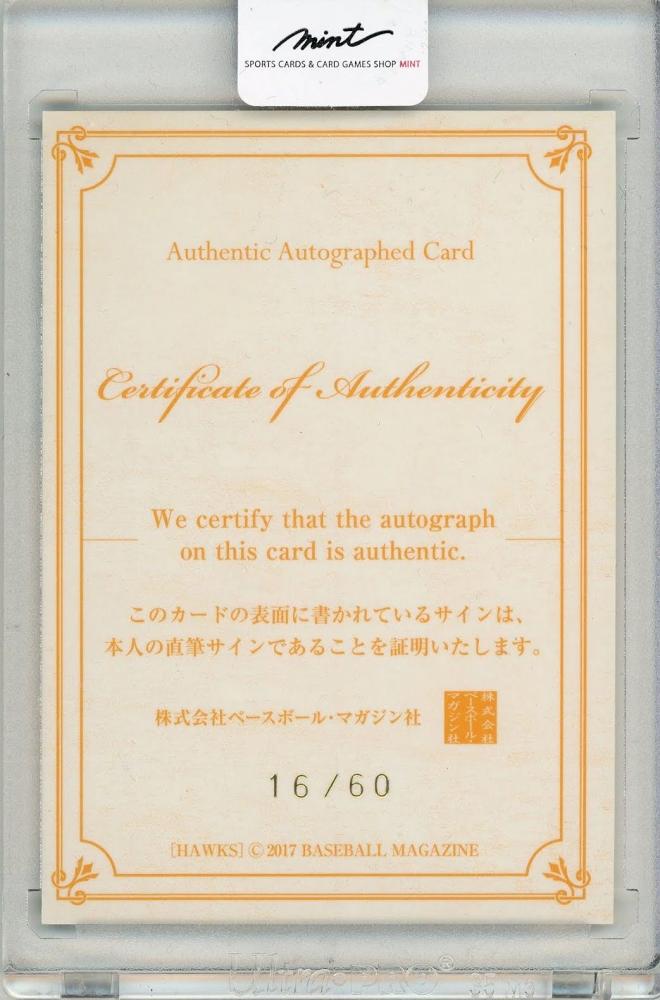 mint
SPORTS CARDS & CARD GAMES SHOP MINT
Authentic Autographed Card
Certificate of Authenticity
We certify that the autograph
on this card is authentic.
このカードの表面に書かれているサインは、
本人の直筆サインであることを証明いたします。
株式会社ベースボール・マガジン社
株式会社
ベースボール・
マガジン社
16/60
[HAWKS] © 2017 BASEBALL MAGAZINE
Ultra·PRO®